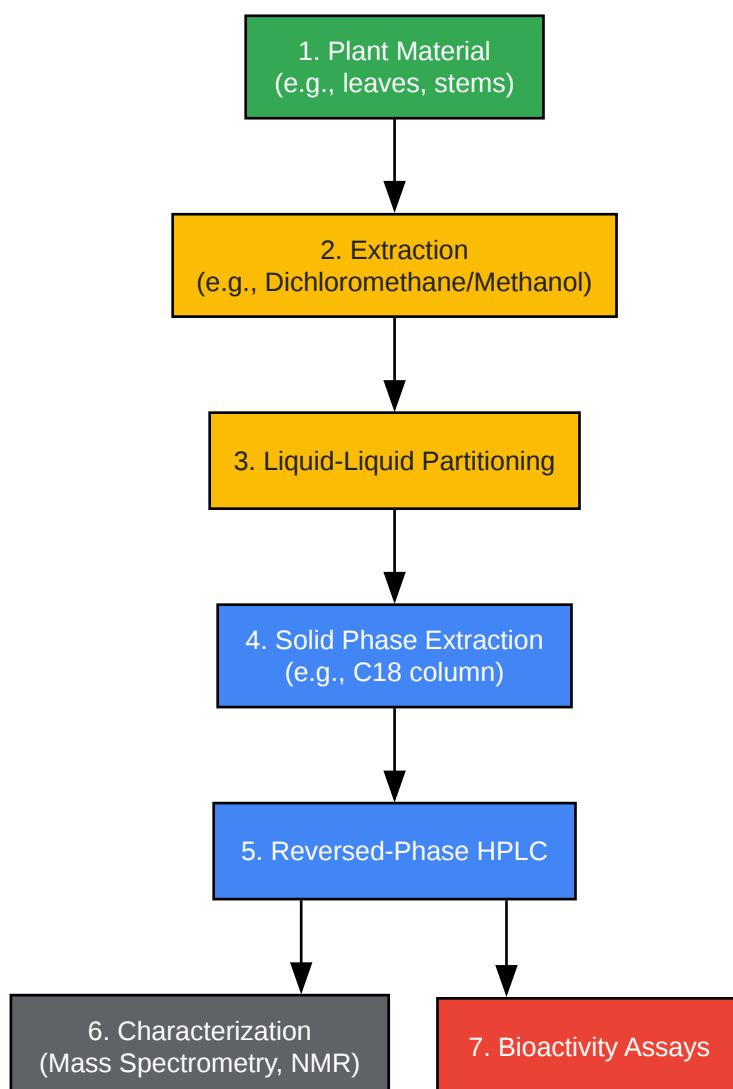 1. Plant Material
(e.g., leaves, stems)
2. Extraction
(e.g., Dichloromethane/Methanol)
3. Liquid-Liquid Partitioning
4. Solid Phase Extraction
(e.g., C18 column)
5. Reversed-Phase HPLC
6. Characterization
(Mass Spectrometry, NMR)
7. Bioactivity Assays